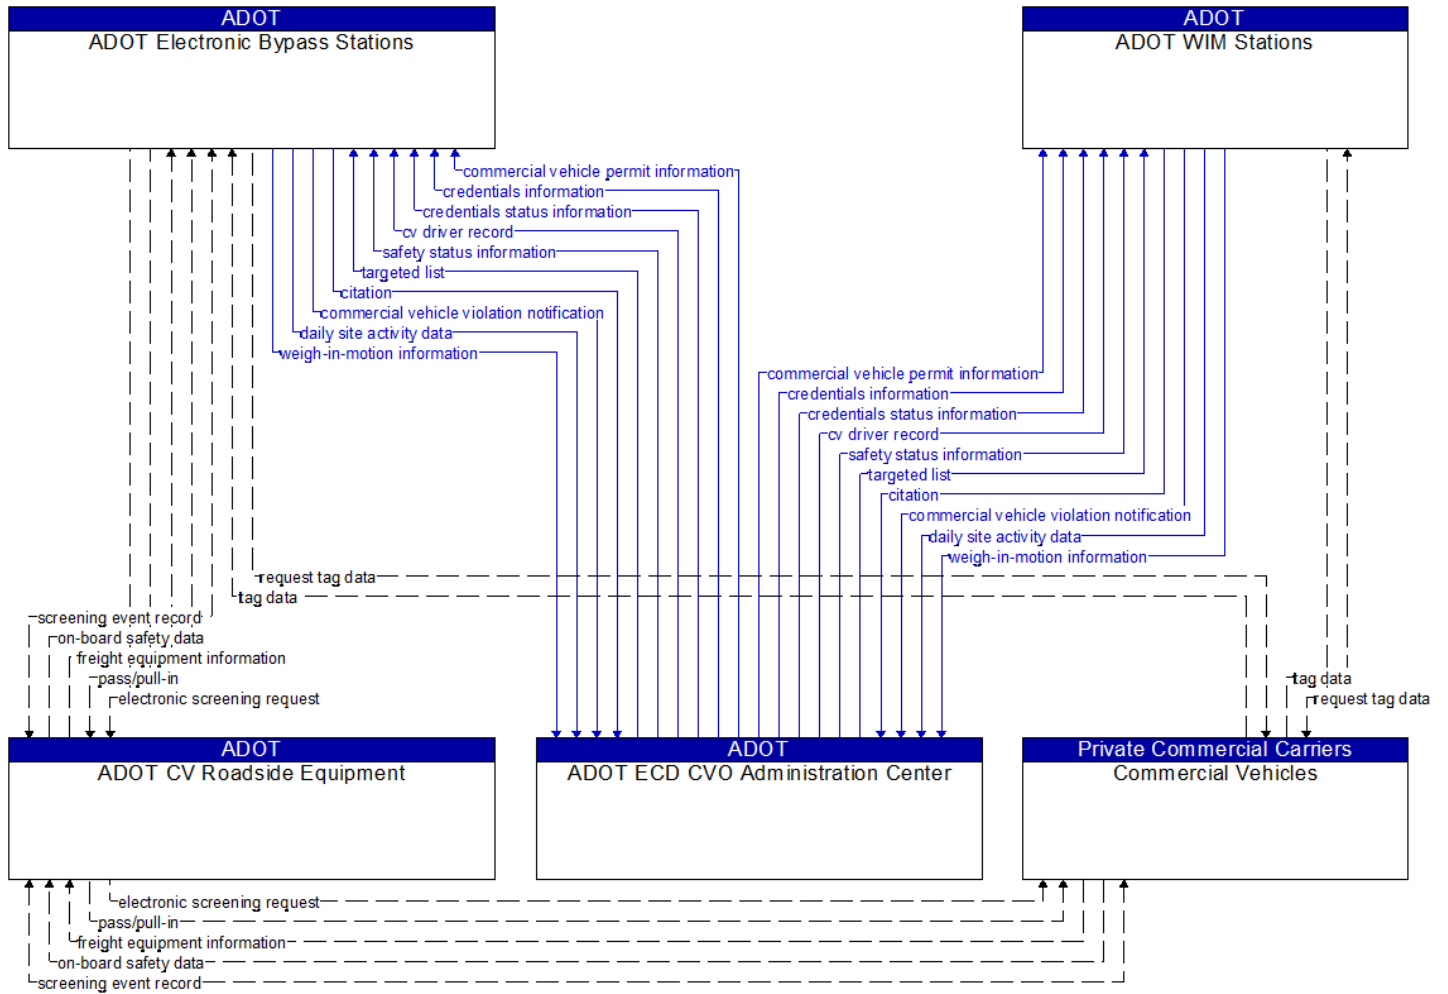 ADOT
ADOT Electronic Bypass Stations
ADOT
ADOT WIM Stations
commercial vehicle permit information
credentials information
credentials status information
cv driver record
safety status information
targeted list
citation
commercial vehicle violation notification
daily site activity data
weigh-in-motion information
commercial vehicle permit information
credentials information
credentials status information
cv driver record
safety status information
targeted list
citation
commercial vehicle violation notification
daily site activity data
weigh-in-motion information
request tag data
tag data
screening event record
on-board safety data
freight equipment information
pass/pull-in
electronic screening request
tag data
request tag data
ADOT
ADOT CV Roadside Equipment
ADOT
ADOT ECD CVO Administration Center
Private Commercial Carriers
Commercial Vehicles
electronic screening request
pass/pull-in
freight equipment information
on-board safety data
screening event record